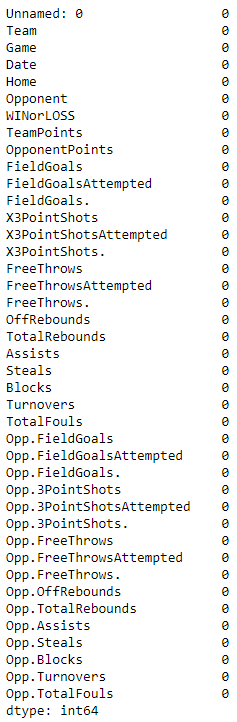 Unnamed: 0 0
Team 0
Game 0
Date 0
Home 0
Opponent 0
WINorLOSS 0
TeamPoints 0
OpponentPoints 0
FieldGoals 0
FieldGoalsAttempted 0
FieldGoals. 0
X3PointShots 0
X3PointShotsAttempted 0
X3PointShots. 0
FreeThrows 0
FreeThrowsAttempted 0
FreeThrows. 0
OffRebounds 0
TotalRebounds 0
Assists 0
Steals 0
Blocks 0
Turnovers 0
TotalFouls 0
Opp.FieldGoals 0
Opp.FieldGoalsAttempted 0
Opp.FieldGoals. 0
Opp.3PointShots 0
Opp.3PointShotsAttempted 0
Opp.3PointShots. 0
Opp.FreeThrows 0
Opp.FreeThrowsAttempted 0
Opp.FreeThrows. 0
Opp.OffRebounds 0
Opp.TotalRebounds 0
Opp.Assists 0
Opp.Steals 0
Opp.Blocks 0
Opp.Turnovers 0
Opp.TotalFouls 0
dtype: int64